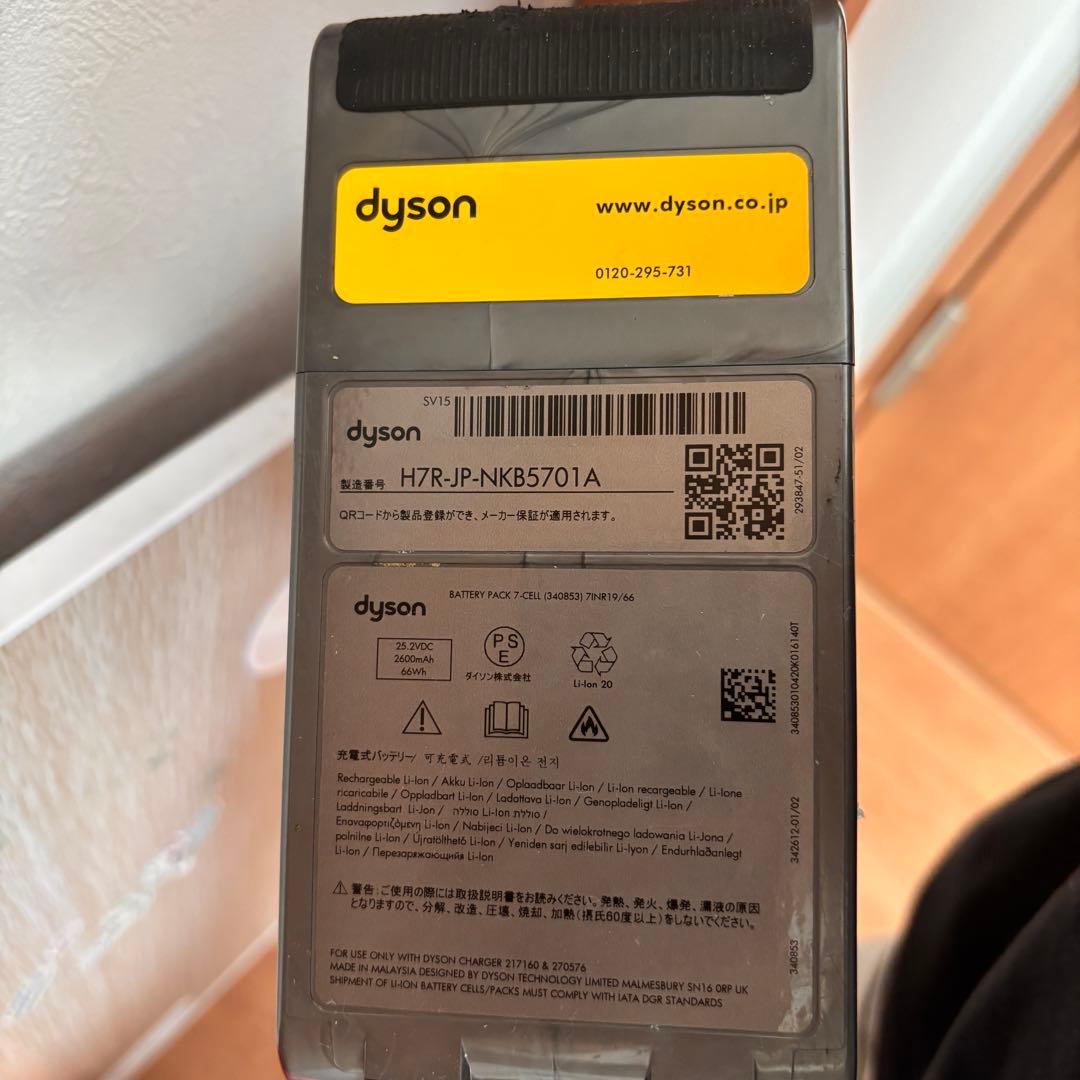 dyson
www.dyson.co.jp
0120-295-731
SV15
dyson
製造番号 H7R-JP-NKB5701A
QRコードから製品登録ができ、メーカー保証が適用されます。
293847-51/02
dyson
BATTERY PACK 7-CELL (340853) 7INR19/66
25.2VDC
2600mAh
66Wh
PS
E
ダイソン株式会社
Li-Ion 20
340853010420K016140T
充電式バッテリー/ 可充電式 /리튬이온 전지
Rechargeable Li-Ion / Akku Li-Ion / Oplaadbaar Li-Ion / Li-Ion recargeable / Li-Ione
ricaricabile / Oppladbart Li-Ion / Ladattava Li-Ion / Genopladeligt Li-Ion /
Laddningsbart Li-Jon / סוללה Li-Ion סוללת /
Επαναφορτιζόμενη Li-Ion / Nabijeci Li-Ion / Do wielokrotnego ladowania Li-Jona /
polnilne Li-Ion / Újratölthető Li-Ion / Yeniden sarj edilebilir Li-Iyon / Endurhlaðanlegt
Li-Ion / Перезаряжающийя Li-Ion
342612-01/02
⚠警告:ご使用の際には取扱説明書をお読みください。発熱、発火、爆発、漏液の原因
となりますので、分解、改造、圧壊、焼却、加熱(摂氏60度以上)をしないでください。
340853
FOR USE ONLY WITH DYSON CHARGER 217160 & 270576
MADE IN MALAYSIA DESIGNED BY DYSON TECHNOLOGY LIMITED MALMESBURY SN16 0RP UK
SHIPMENT OF LI-ION BATTERY CELLS/PACKS MUST COMPLY WITH IATA DGR STANDARDS